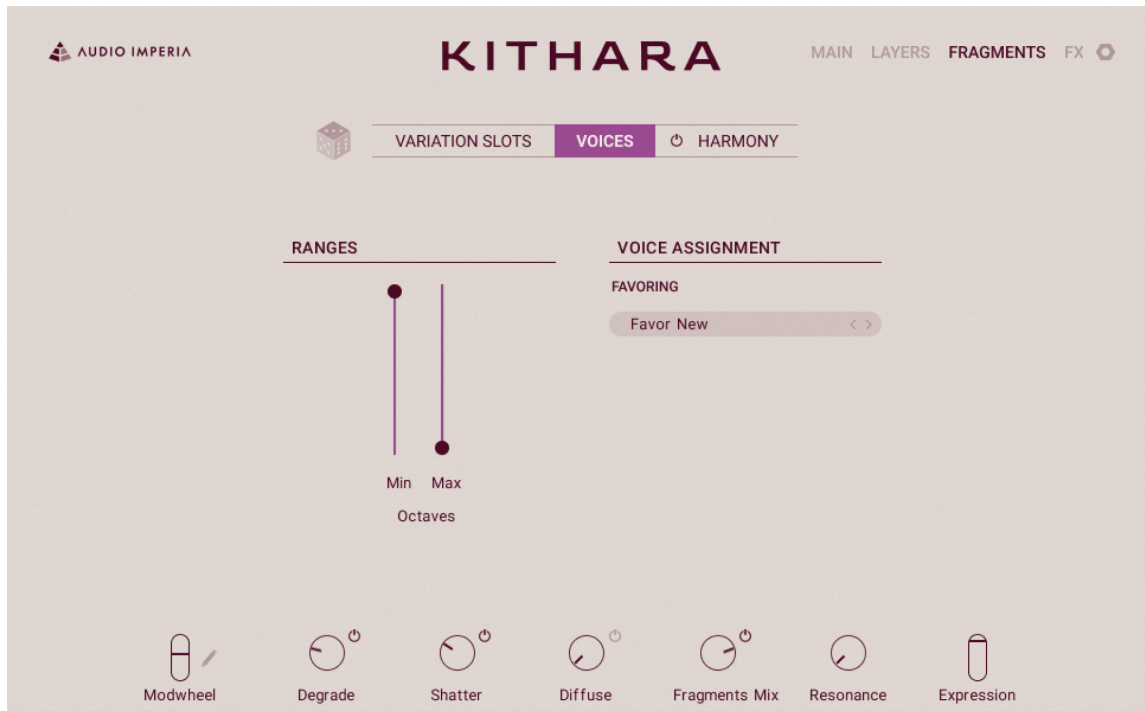 AUDIO IMPERIA
KITHARA
MAIN LAYERS FRAGMENTS FX
VARIATION SLOTS VOICES HARMONY
RANGES
VOICE ASSIGNMENT
FAVORING
Favor New < >
Min Max
Octaves
Modwheel Degrade Shatter Diffuse Fragments Mix Resonance Expression